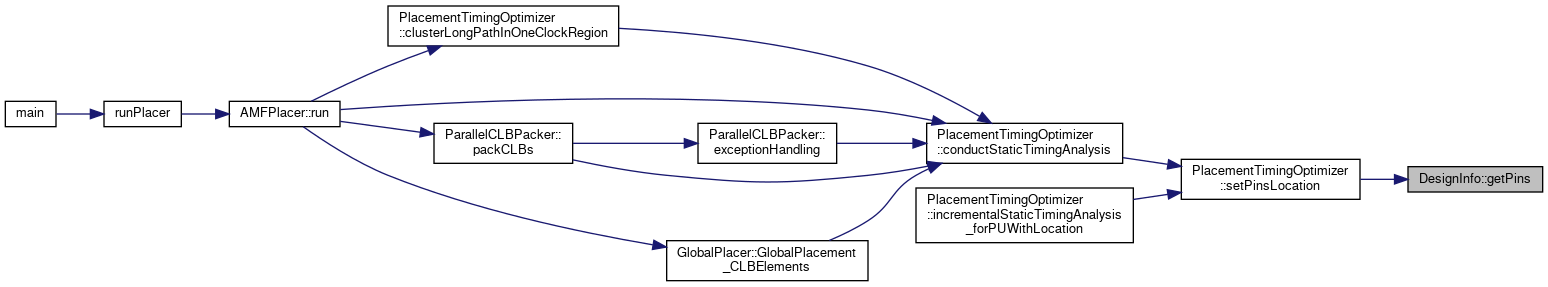 PlacementTimingOptimizer
::clusterLongPathInOneClockRegion
main
runPlacer
AMFPlacer::run
ParallelCLBPacker::
packCLBs
ParallelCLBPacker::
exceptionHandling
PlacementTimingOptimizer
::conductStaticTimingAnalysis
PlacementTimingOptimizer
::setPinsLocation
DesignInfo::getPins
PlacementTimingOptimizer
::incrementalStaticTimingAnalysis
_forPUWithLocation
GlobalPlacer::GlobalPlacement
_CLBElements